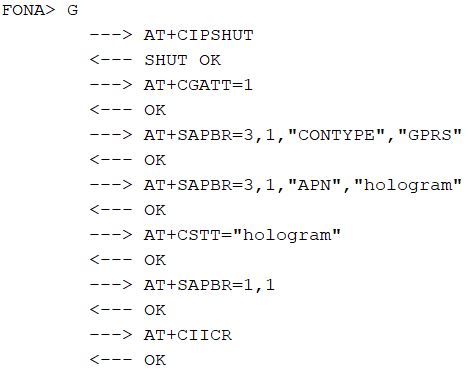 FONA> G
---> AT+CIPSHUT
<--- SHUT OK
---> AT+CGATT=1
<--- OK
---> AT+SAPBR=3,1,"CONTYPE","GPRS"
<--- OK
---> AT+SAPBR=3,1,"APN","hologram"
<--- OK
---> AT+CSTT="hologram"
<--- OK
---> AT+SAPBR=1,1
<--- OK
---> AT+CIICR
<--- OK